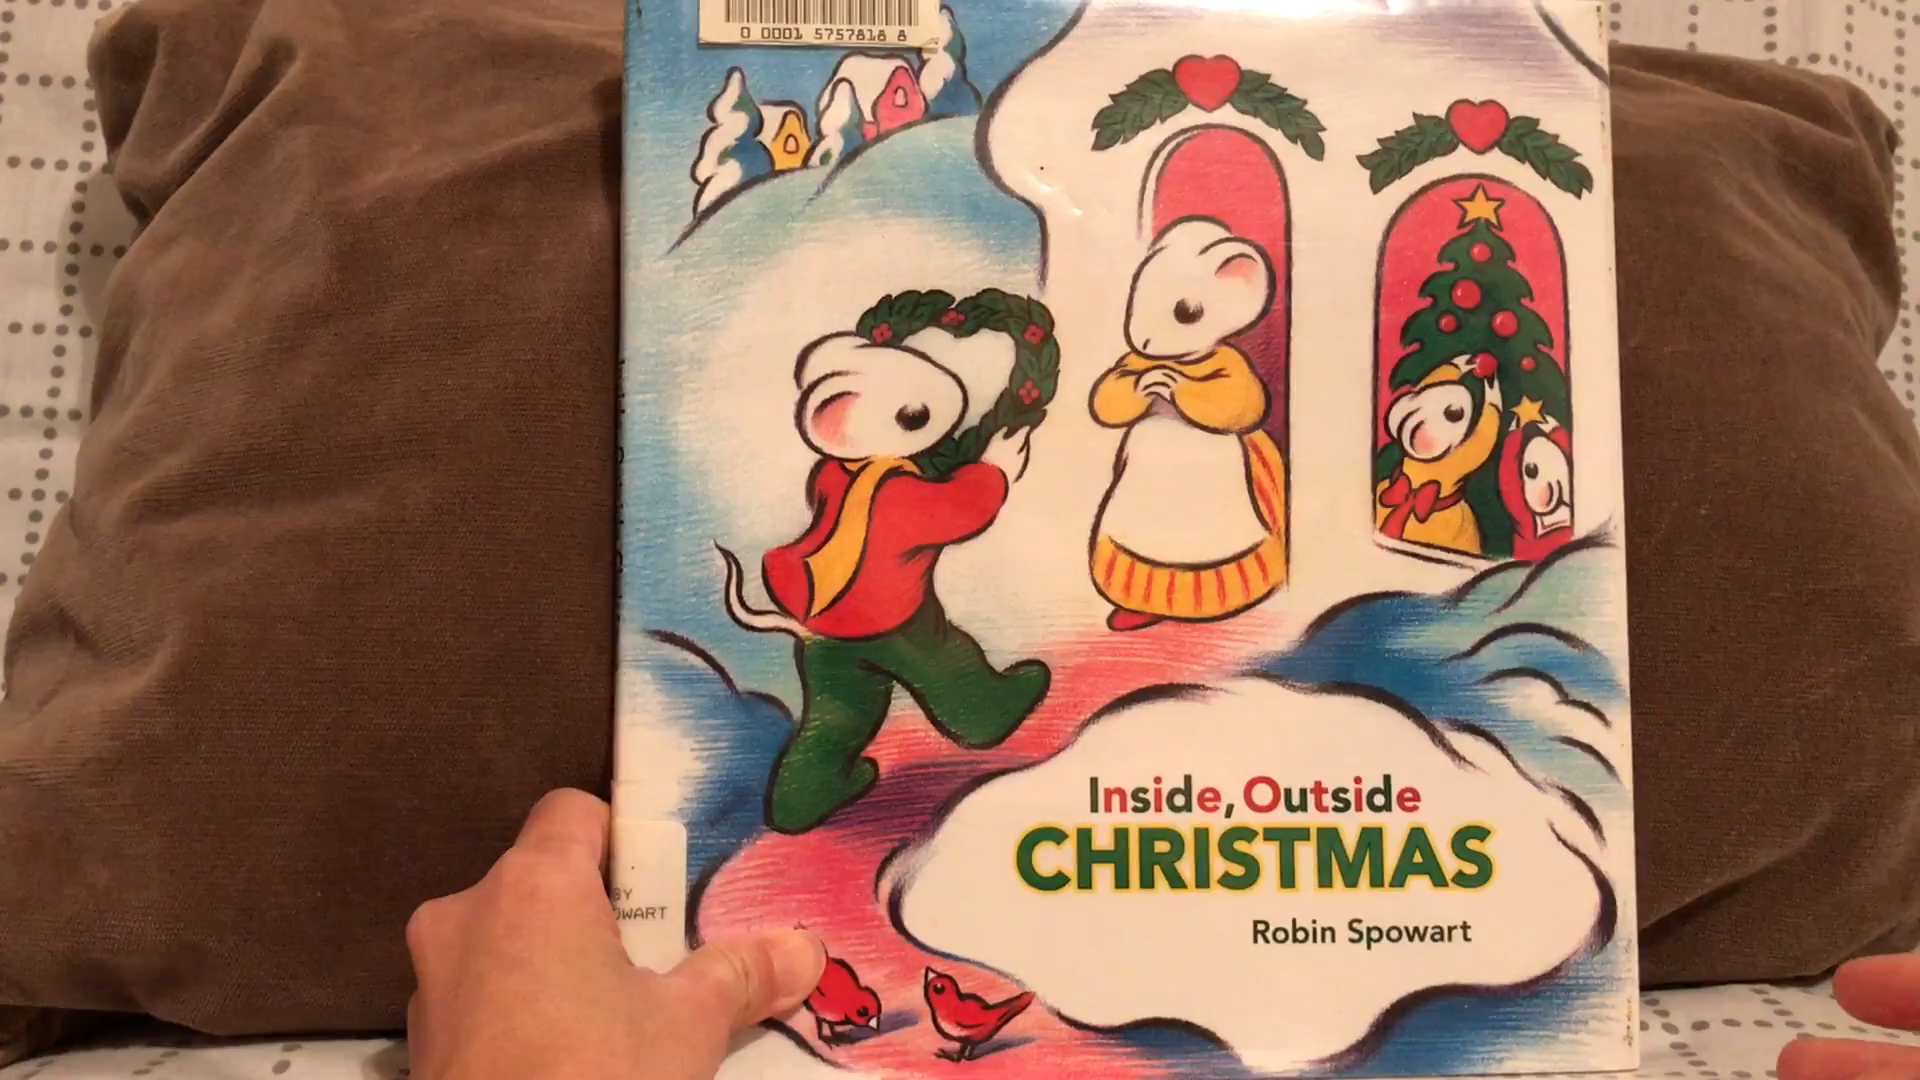 0 0001 5757818 8
Inside, Outside
CHRISTMAS
Robin Spowart